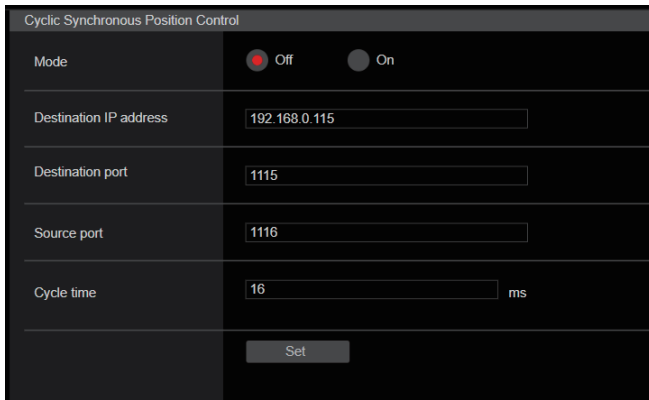 Cyclic Synchronous Position Control
Mode Off On
Destination IP address 192.168.0.115
Destination port 1115
Source port 1116
Cycle time 16 ms
Set